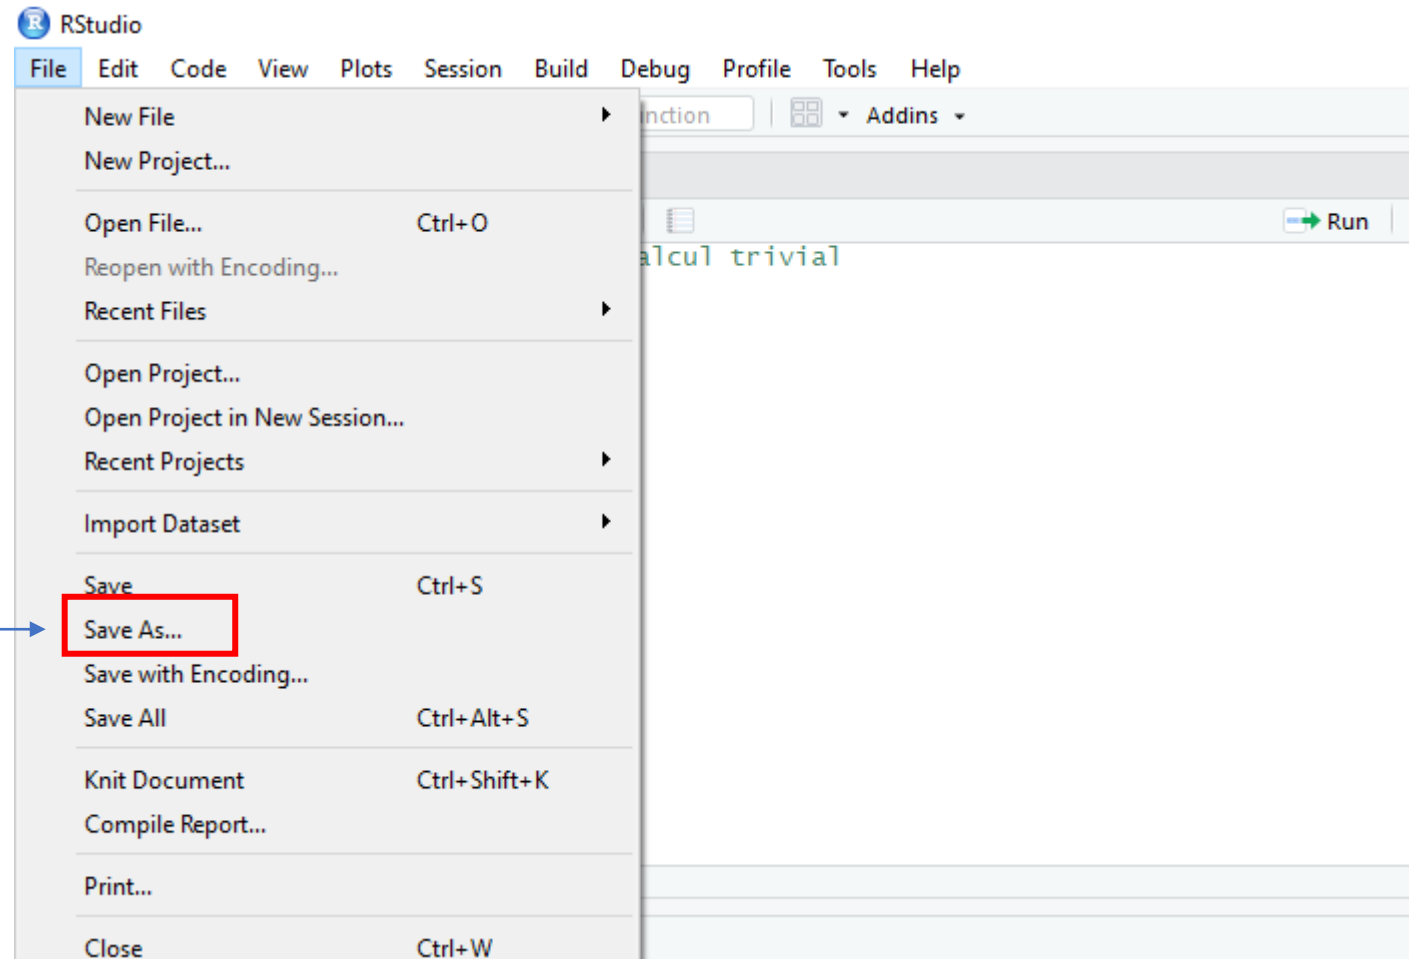 RStudio
File Edit Code View Plots Session Build Debug Profile Tools Help
New File
Addins
New Project...
Open File... Ctrl+O
Run
Reopen with Encoding...
trivial
Recent Files
Open Project...
Open Project in New Session...
Recent Projects
Import Dataset
Save Ctrl+S
Save As...
Save with Encoding...
Save All Ctrl+Alt+S
Knit Document Ctrl+Shift+K
Compile Report...
Print...
Close Ctrl+W